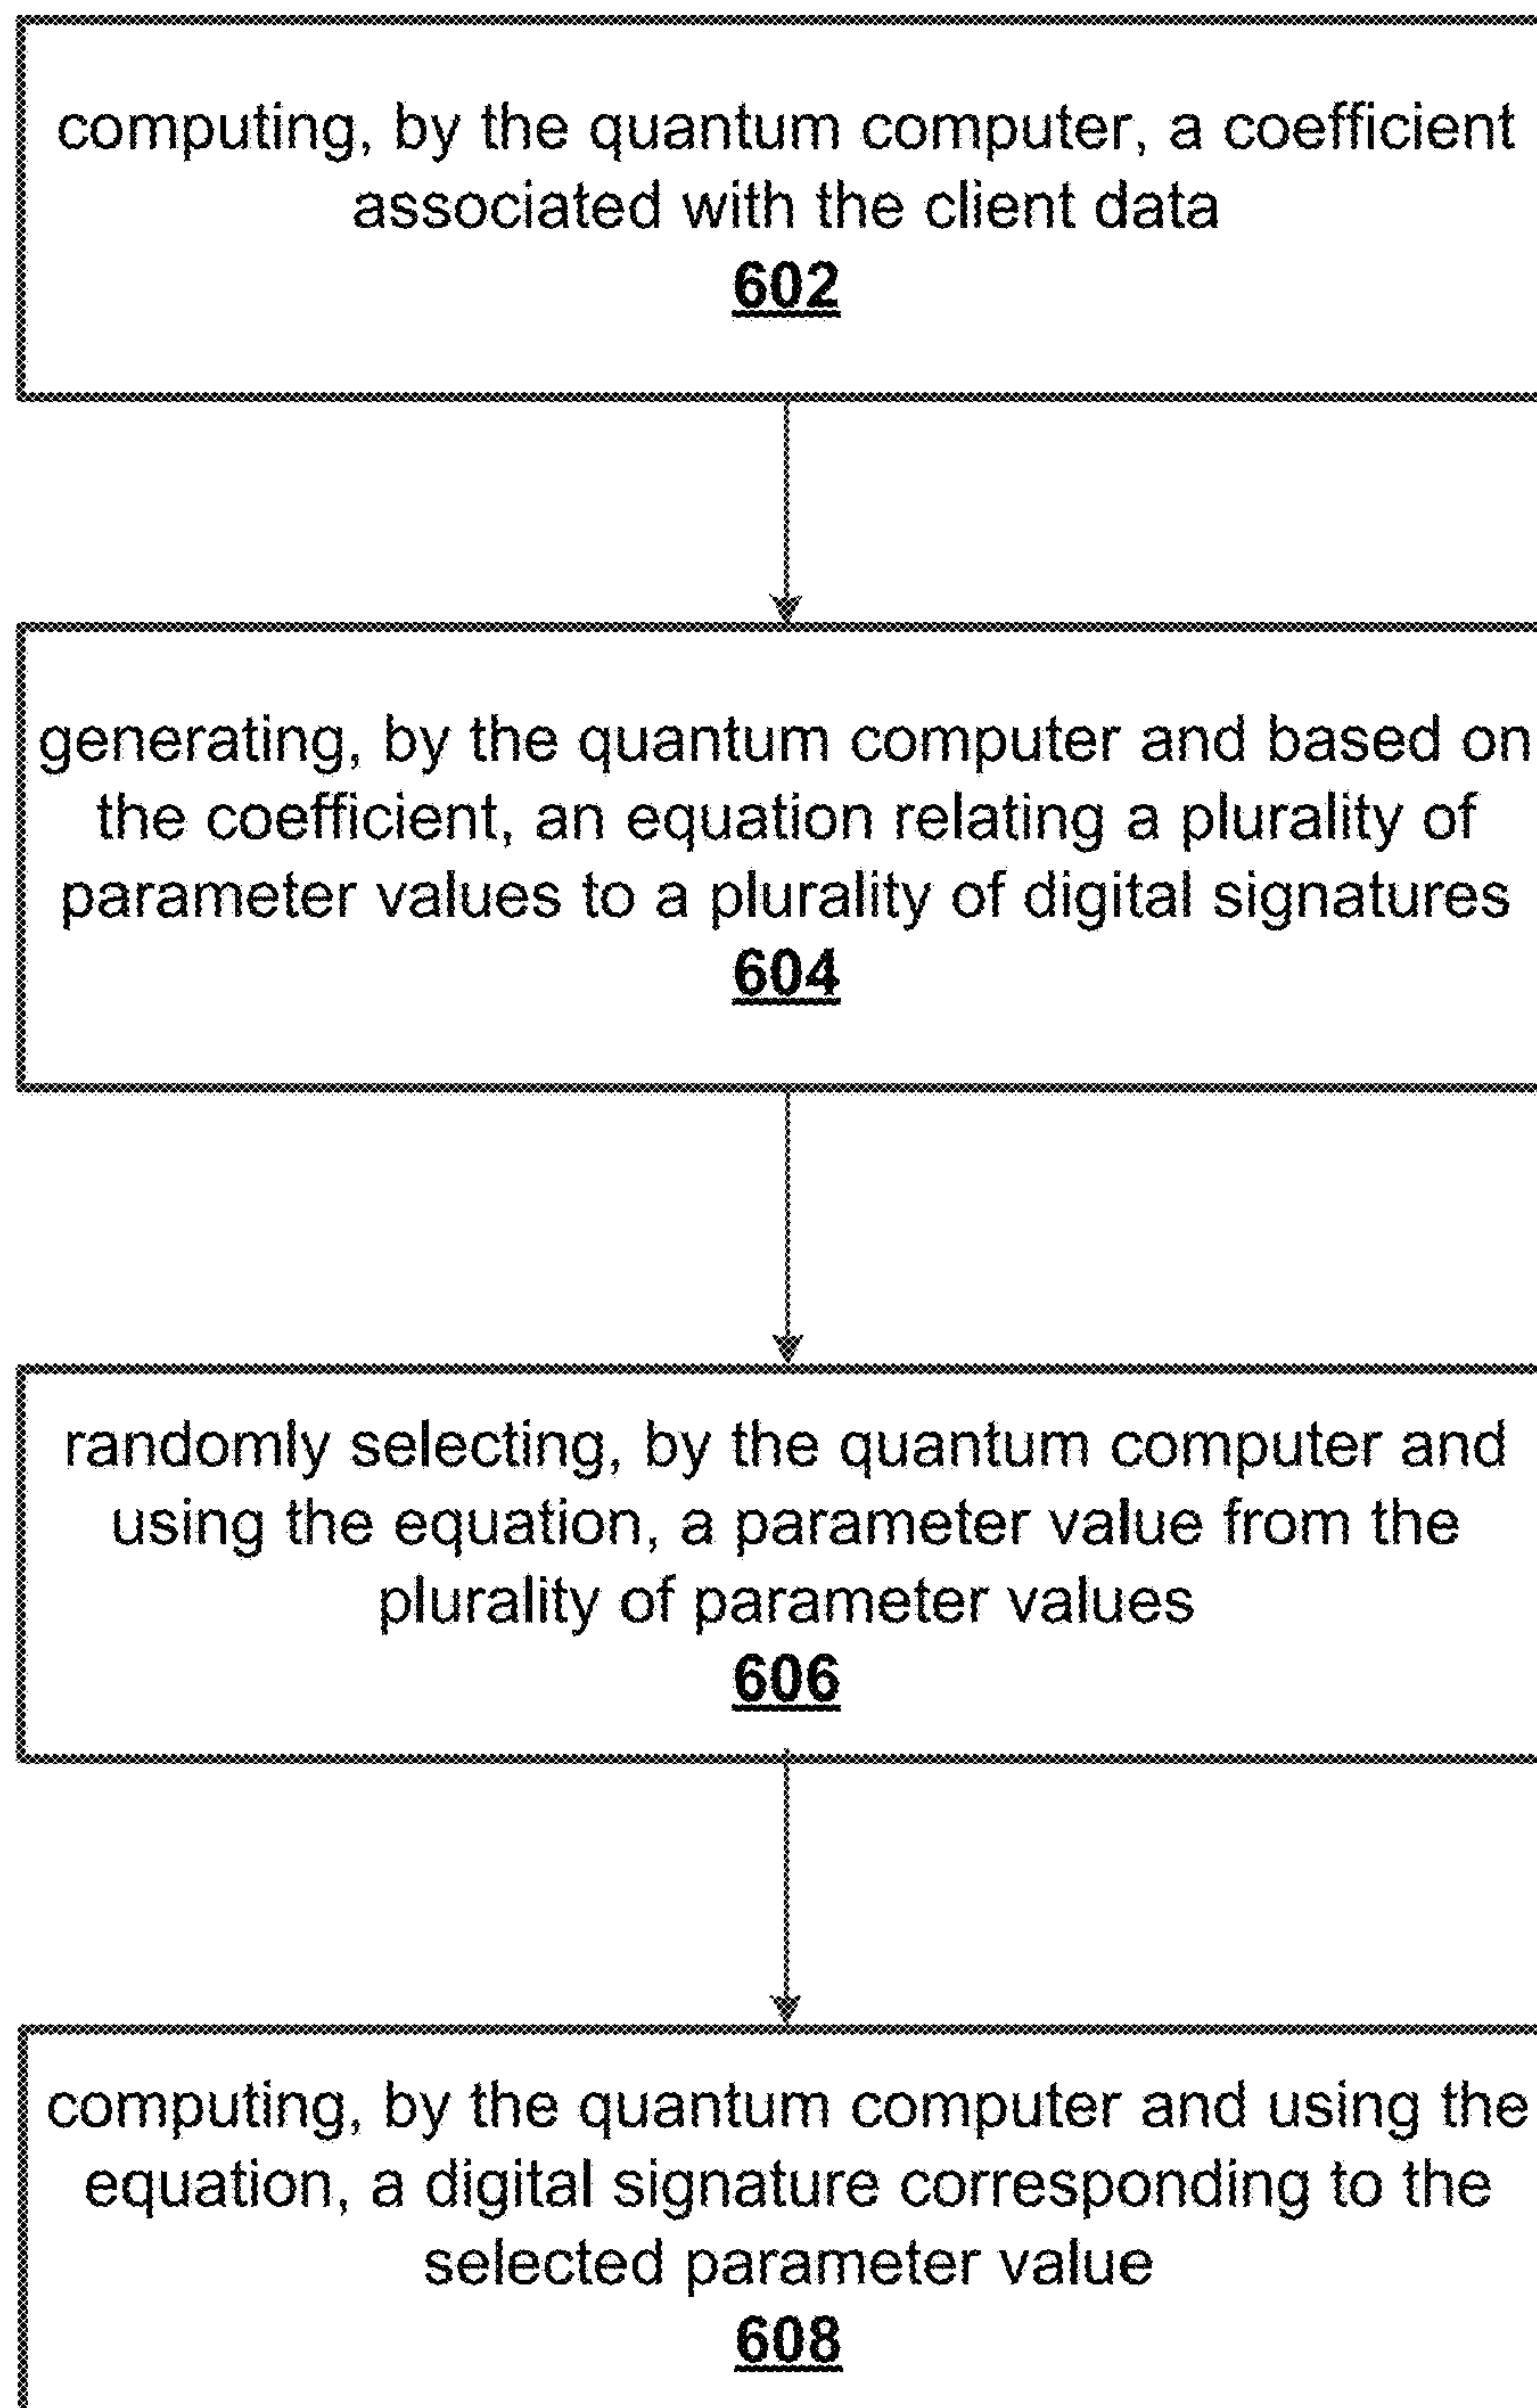 computing, by the quantum computer, a coefficient
associated with the client data
602
generating, by the quantum computer and based on
the coefficient, an equation relating a plurality of
parameter values to a plurality of digital signatures
604
randomly selecting, by the quantum computer and
using the equation, a parameter value from the
plurality of parameter values
606
computing, by the quantum computer and using the
equation, a digital signature corresponding to the
selected parameter value
608